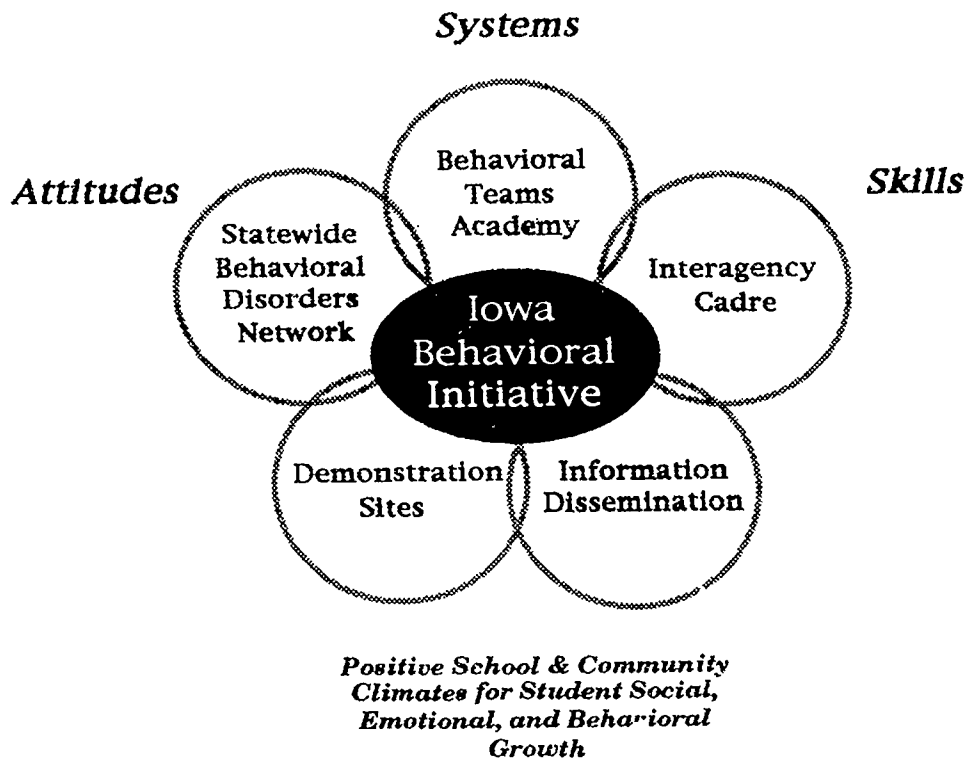 Systems
Attitudes
Skills
Behavioral
Teams
Academy
Statewide
Behavioral
Disorders
Network
Interagency
Cadre
Iowa
Behavioral
Initiative
Demonstration
Sites
Information
Dissemination
Positive School & Community
Climates for Student Social,
Emotional, and Behavioral
Growth